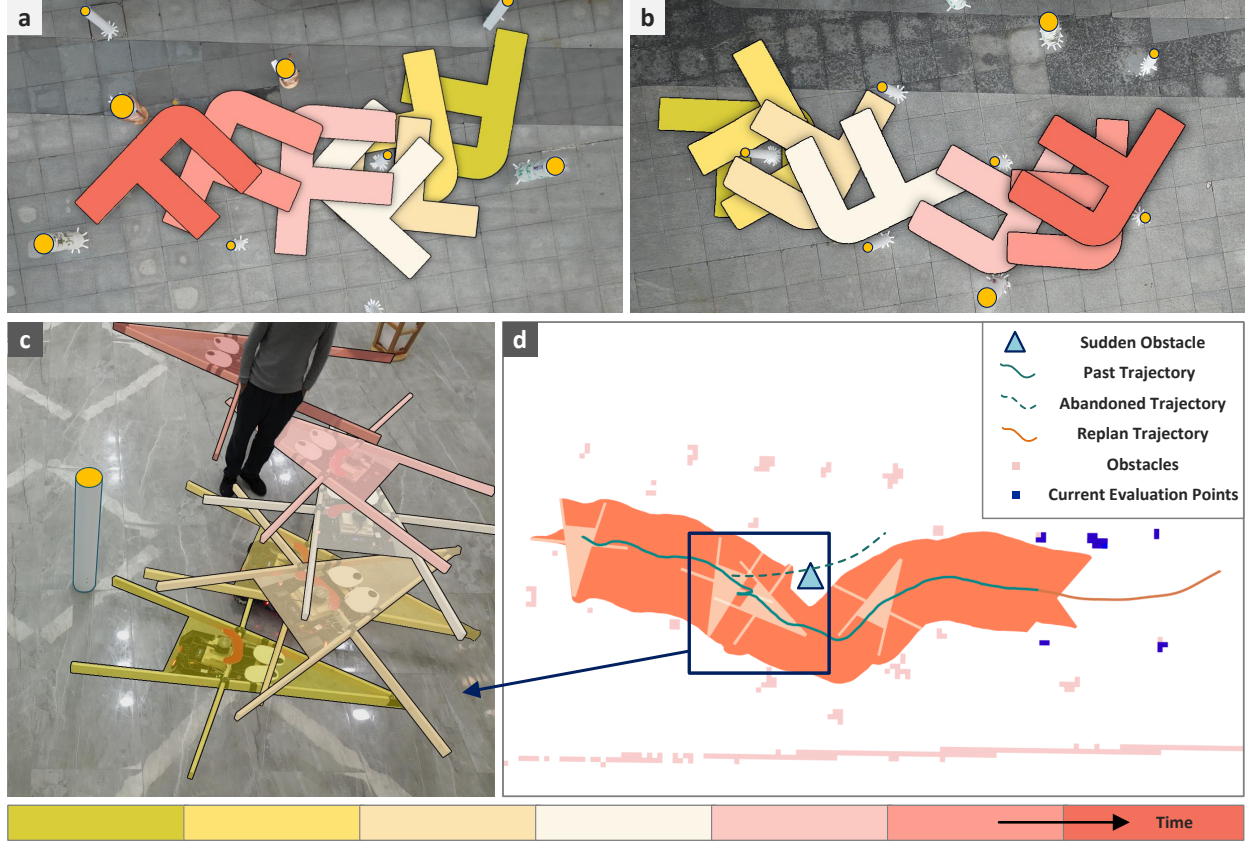 a
b
c
d
Sudden Obstacle
Past Trajectory
Abandoned Trajectory
Replan Trajectory
Obstacles
Current Evaluation Points
Time